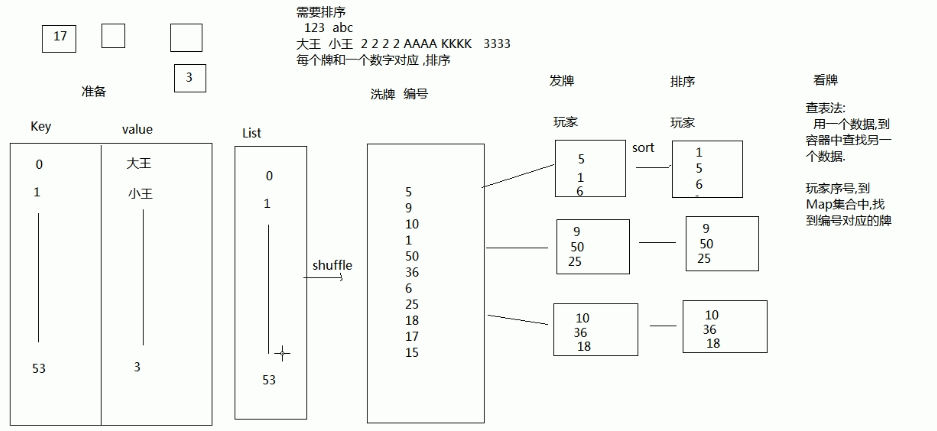 需要排序
123 abc
大王 小王 2 2 2 2 AAAA KKKK 3333
每个牌和一个数字对应 ,排序
17
3
准备
洗牌 编号
发牌
排序
看牌
Key
value
List
玩家
玩家
查表法:
用一个数据,到
容器中查找另一
个数据.
玩家序号,到
Map集合中,找
到编号对应的牌
0
大王
1
小王
53
3
0
1
53
shuffle
5
9
10
1
50
36
6
25
18
17
15
5
1
6
sort
1
5
6
9
50
25
9
50
25
10
36
18
10
36
18